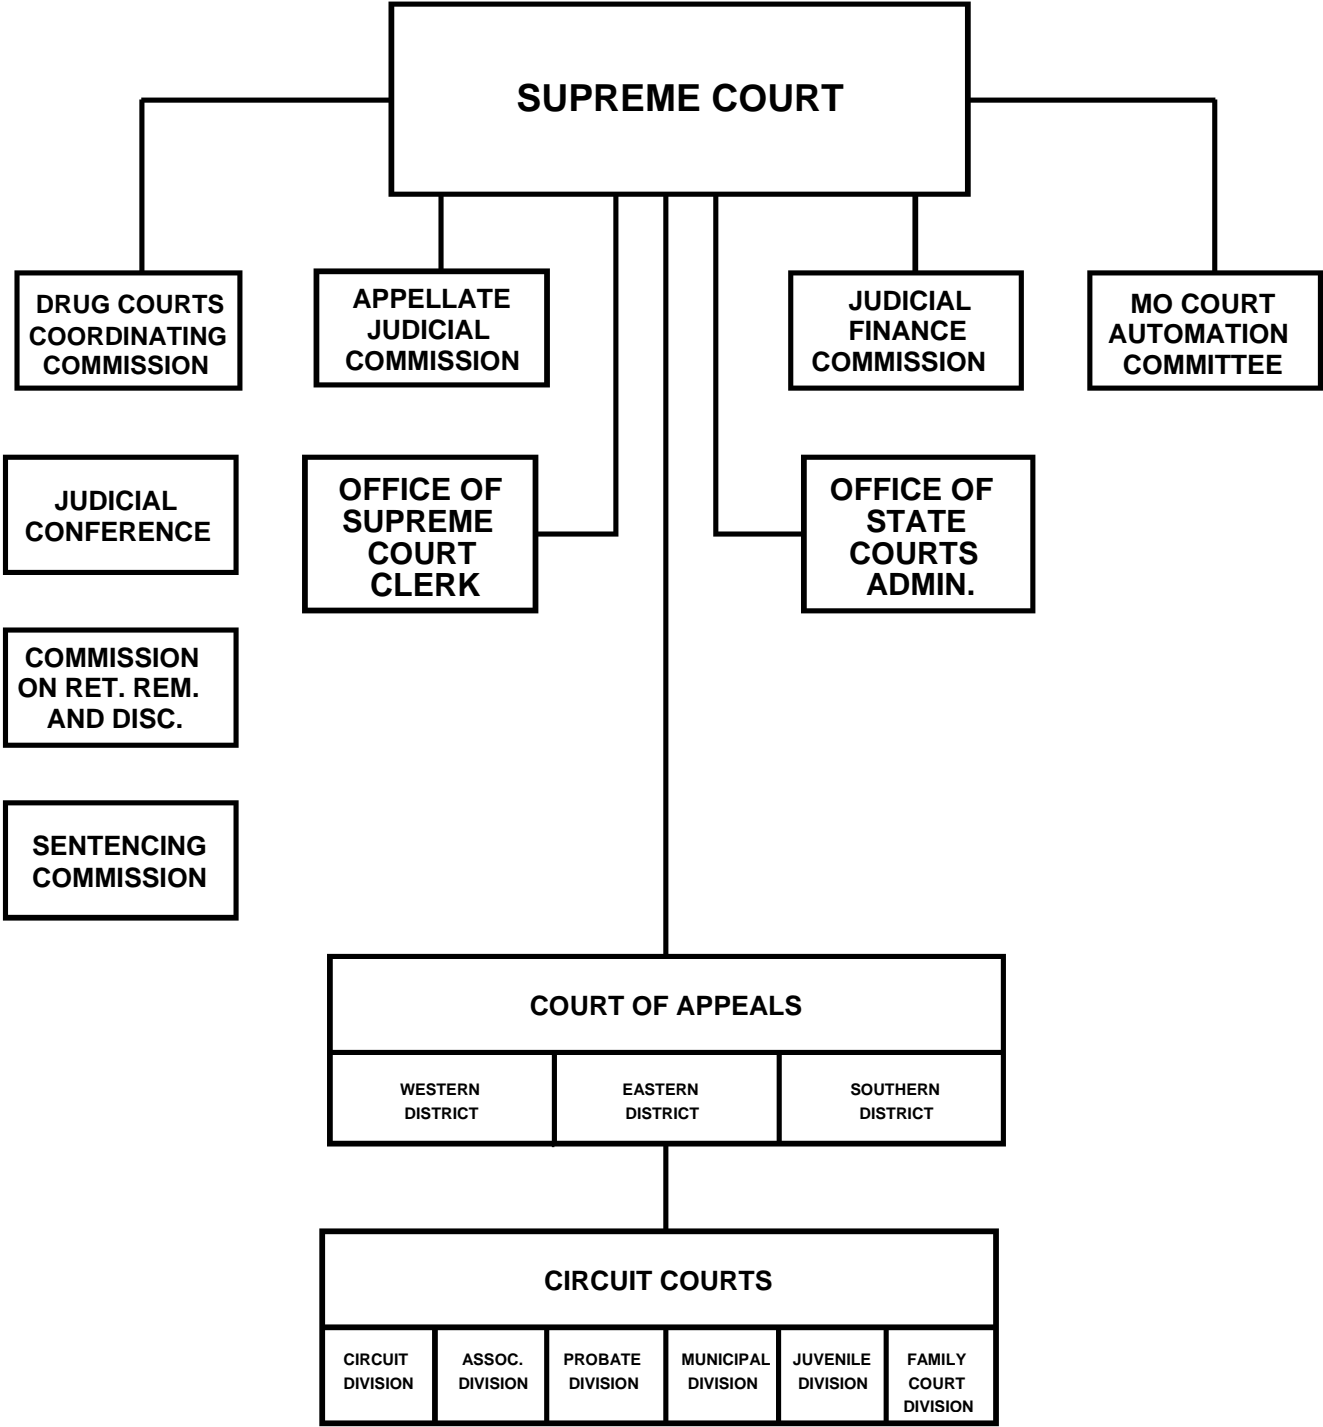 SUPREME COURT
DRUG COURTS
COORDINATING
COMMISSION
APPELLATE
JUDICIAL
COMMISSION
JUDICIAL
FINANCE
COMMISSION
MO COURT
AUTOMATION
COMMITTEE
JUDICIAL
CONFERENCE
OFFICE OF
SUPREME
COURT
CLERK
OFFICE OF
STATE
COURTS
ADMIN.
COMMISSION
ON RET. REM.
AND DISC.
SENTENCING
COMMISSION
COURT OF APPEALS
WESTERN
DISTRICT
EASTERN
DISTRICT
SOUTHERN
DISTRICT
CIRCUIT COURTS
CIRCUIT
DIVISION
ASSOC.
DIVISION
PROBATE
DIVISION
MUNICIPAL
DIVISION
JUVENILE
DIVISION
FAMILY
COURT
DIVISION